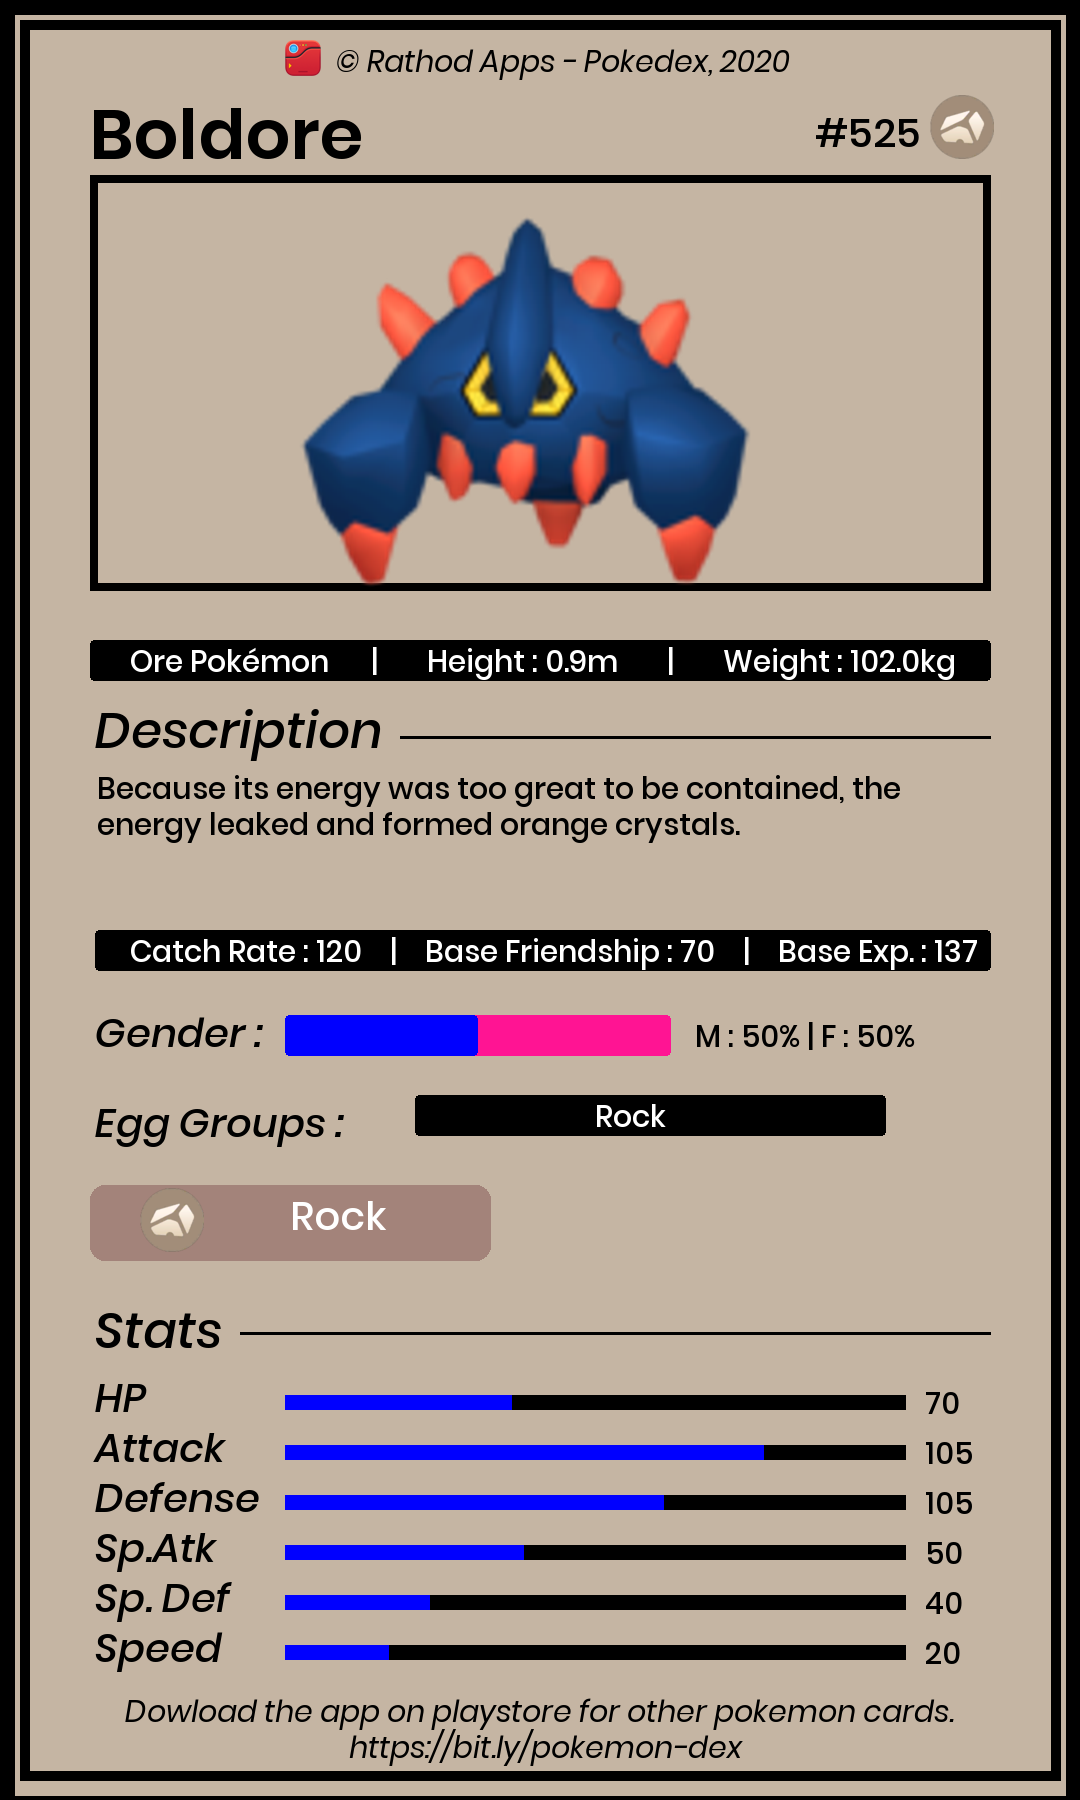 © Rathod Apps - Pokedex, 2020
Boldore #525
Ore Pokémon | Height : 0.9m | Weight : 102.0kg
Description
Because its energy was too great to be contained, the
energy leaked and formed orange crystals.
Catch Rate : 120 | Base Friendship : 70 | Base Exp. : 137
Gender : M : 50% | F : 50%
Egg Groups : Rock
Rock
Stats
HP 70
Attack 105
Defense 105
Sp.Atk 50
Sp. Def 40
Speed 20
Dowload the app on playstore for other pokemon cards.
https://bit.ly/pokemon-dex